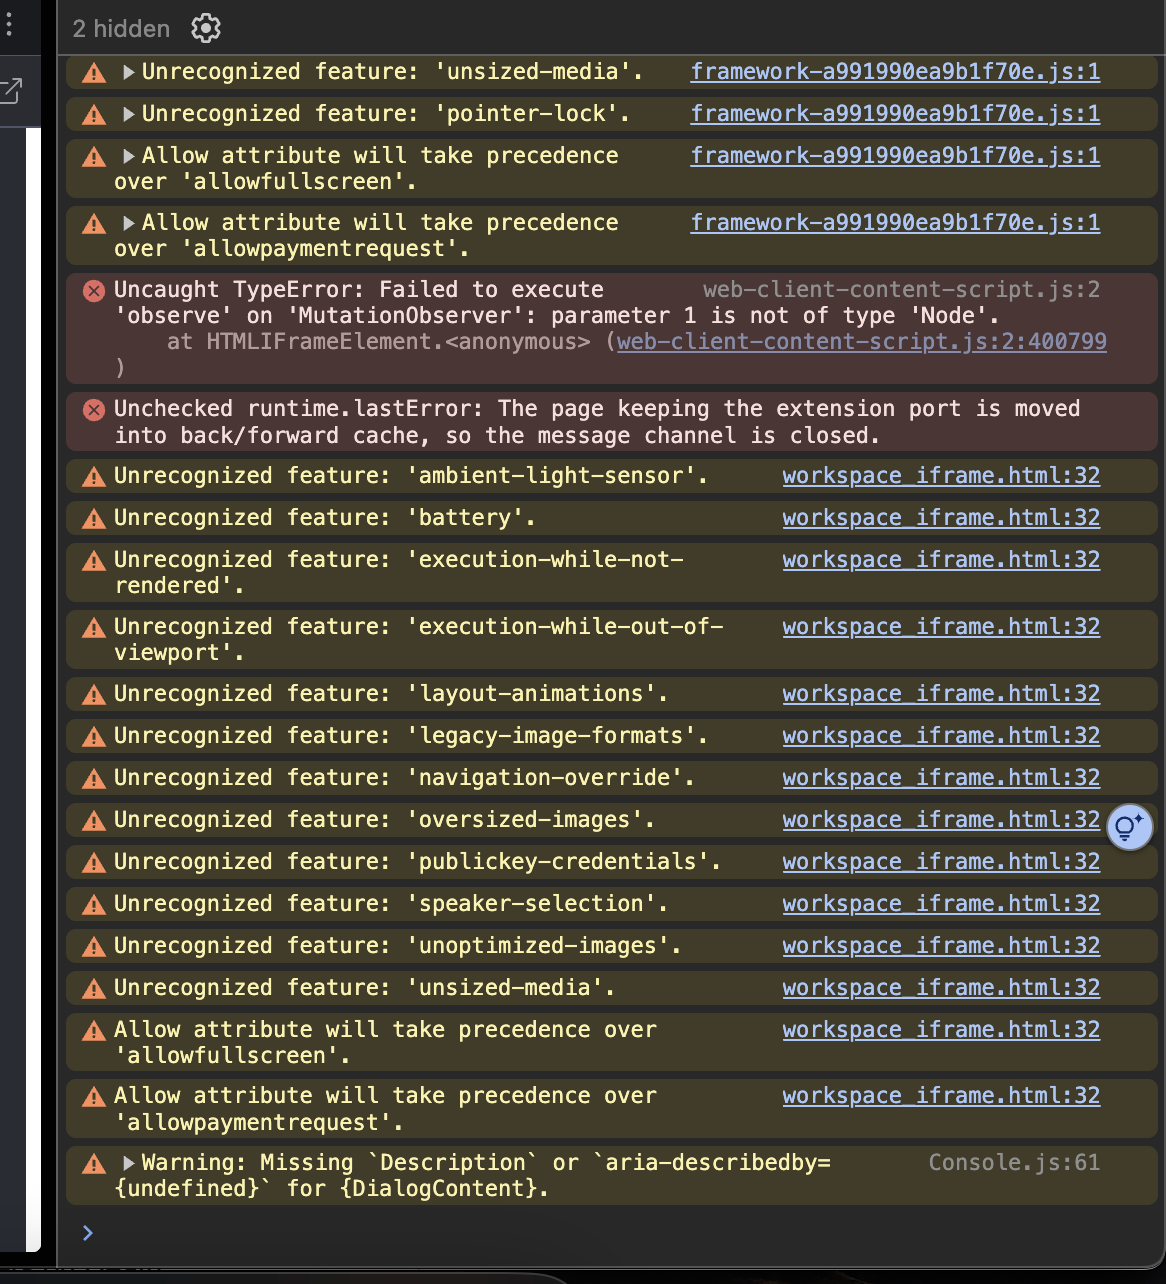 2 hidden
Unrecognized feature: 'unsized-media'. framework-a991990ea9b1f70e.js:1
Unrecognized feature: 'pointer-lock'. framework-a991990ea9b1f70e.js:1
Allow attribute will take precedence framework-a991990ea9b1f70e.js:1
over 'allowfullscreen'.
Allow attribute will take precedence framework-a991990ea9b1f70e.js:1
over 'allowpaymentrequest'.
Uncaught TypeError: Failed to execute web-client-content-script.js:2
'observe' on 'MutationObserver': parameter 1 is not of type 'Node'.
at HTMLIFrameElement.<anonymous> (web-client-content-script.js:2:400799
)
Unchecked runtime.lastError: The page keeping the extension port is moved
into back/forward cache, so the message channel is closed.
Unrecognized feature: 'ambient-light-sensor'. workspace_iframe.html:32
Unrecognized feature: 'battery'. workspace_iframe.html:32
Unrecognized feature: 'execution-while-not- workspace_iframe.html:32
rendered'.
Unrecognized feature: 'execution-while-out-of- workspace_iframe.html:32
viewport'.
Unrecognized feature: 'layout-animations'. workspace_iframe.html:32
Unrecognized feature: 'legacy-image-formats'. workspace_iframe.html:32
Unrecognized feature: 'navigation-override'. workspace_iframe.html:32
Unrecognized feature: 'oversized-images'. workspace_iframe.html:32
Unrecognized feature: 'publickey-credentials'. workspace_iframe.html:32
Unrecognized feature: 'speaker-selection'. workspace_iframe.html:32
Unrecognized feature: 'unoptimized-images'. workspace_iframe.html:32
Unrecognized feature: 'unsized-media'. workspace_iframe.html:32
Allow attribute will take precedence over workspace_iframe.html:32
'allowfullscreen'.
Allow attribute will take precedence over workspace_iframe.html:32
'allowpaymentrequest'.
Warning: Missing `Description` or `aria-describedby= Console.js:61
{undefined}` for {DialogContent}.